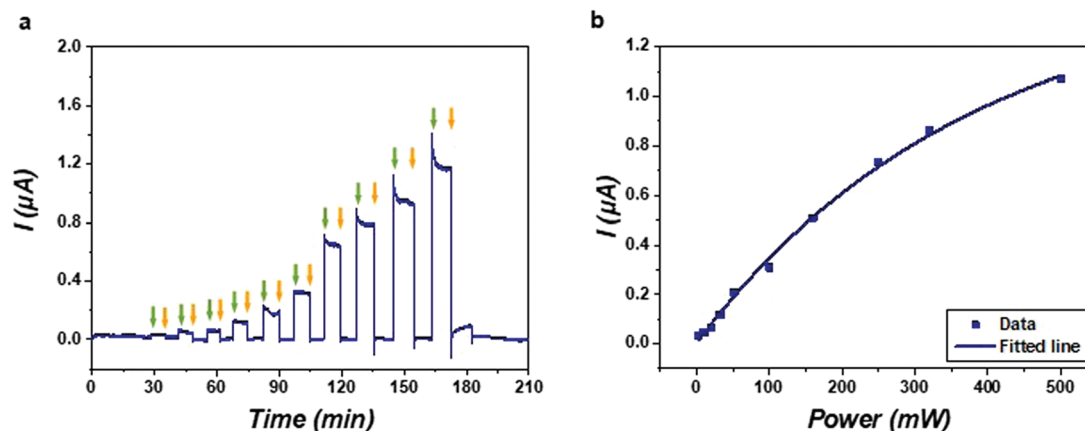 a
2.0
1.6
1.2
0.8
0.4
0.0
I (μA)
0 30 60 90 120 150 180 210
Time (min)
b
1.2
1.0
0.8
0.6
0.4
0.2
0.0
I (μA)
0 100 200 300 400 500
Power (mW)
Data
Fitted line